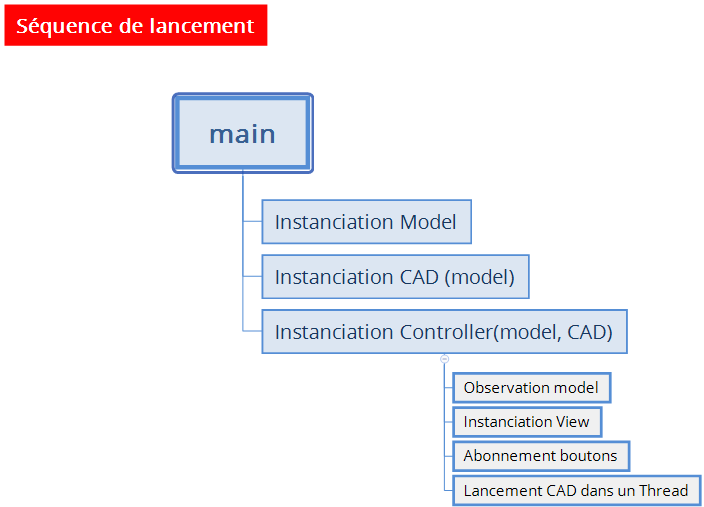 Séquence de lancement
main
Instanciation Model
Instanciation CAD (model)
Instanciation Controller(model, CAD)
Observation model
Instanciation View
Abonnement boutons
Lancement CAD dans un Thread